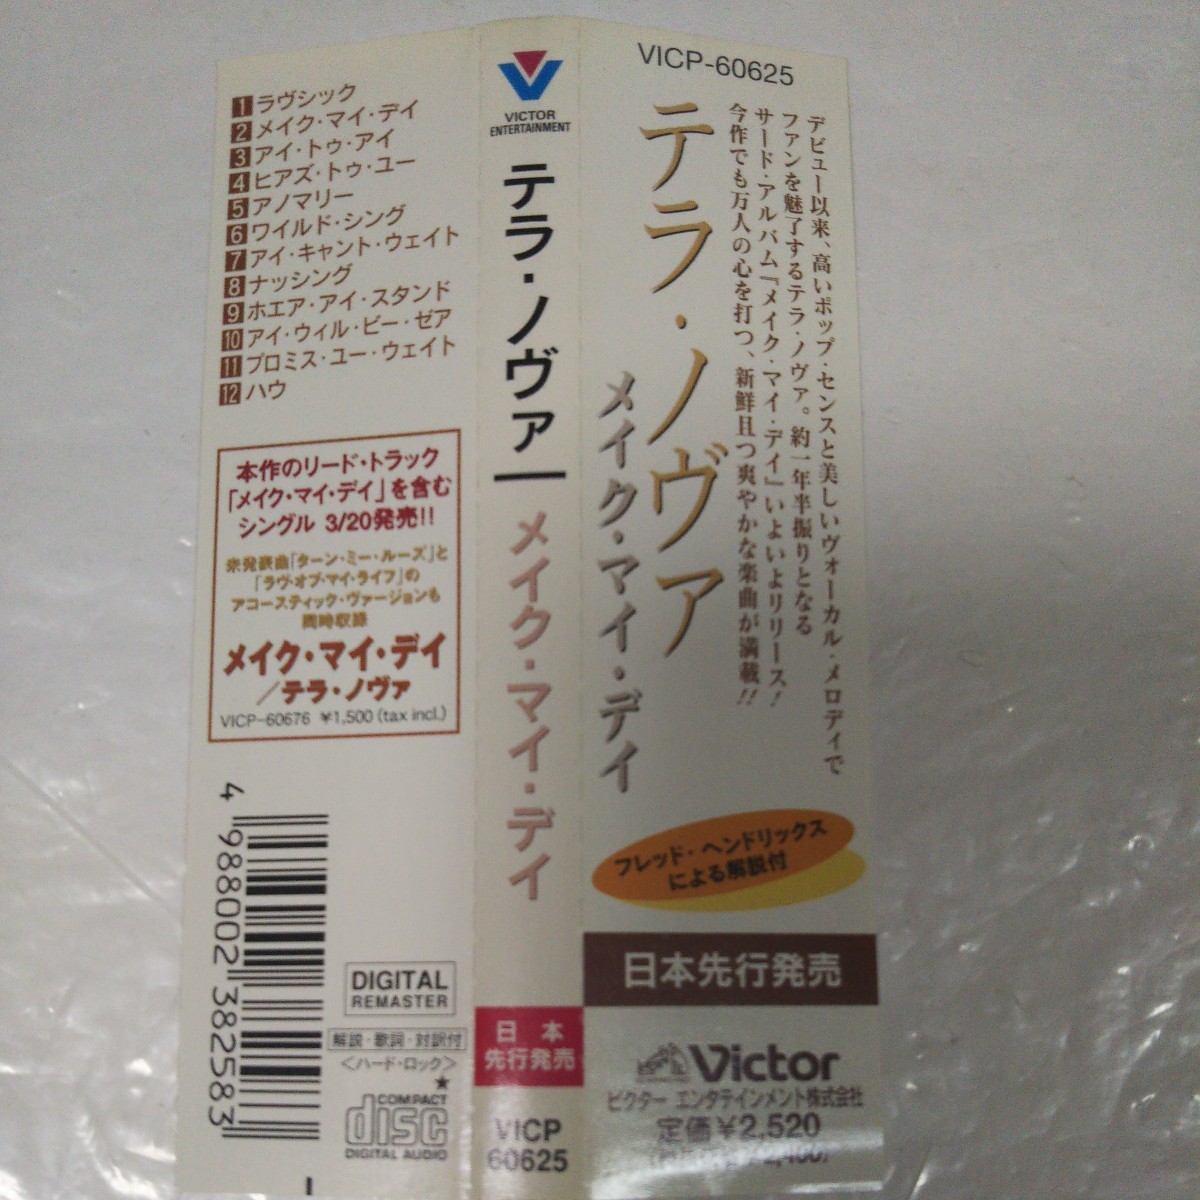 1 ラヴシック
2 メイク・マイ・デイ
3 アイ・トゥ・アイ
4 ヒアズ・トゥ・ユー
5 アノマリー
6 ワイルド・シング
7 アイ・キャント・ウェイト
8 ナッシング
9 ホエア・アイ・スタンド
10 アイ・ウィル・ビー・ゼア
11 プロミス・ユー・ウェイト
12 ハウ
本作のリード・トラック
「メイク・マイ・デイ」を含む
シングル 3/20発売!!
未発表曲「ターン・ミー・ルーズ」と
「ラヴ・オブ・マイ・ライフ」の
アコースティック・ヴァージョンも
同時収録
メイク・マイ・デイ
/テラ・ノヴァ
VICP-60676 ¥1,500 (tax incl.)
4 988002 382583
DIGITAL
REMASTER
解説・歌詞・対訳付
<ハード・ロック>
★
COMPACT
disc
DIGITAL AUDIO
VICTOR
ENTERTAINMENT
テラ・ノヴァ
メイク・マイ・デイ
日本
先行発売
VICP
60625
VICP-60625
デビュー以来、高いポップ・センスと美しいヴォーカル・メロディで
ファンを魅了するテラ・ノヴァ。約一年半振りとなる
サード・アルバム『メイク・マイ・デイ』いよいよリリース!
今作でも万人の心を打つ、新鮮且つ爽やかな楽曲が満載!!
テラ・ノヴァ
メイク・マイ・デイ
フレッド・ヘンドリックス
による解説付
日本先行発売
Victor
ビクター エンタテインメント株式会社
定価¥2,520